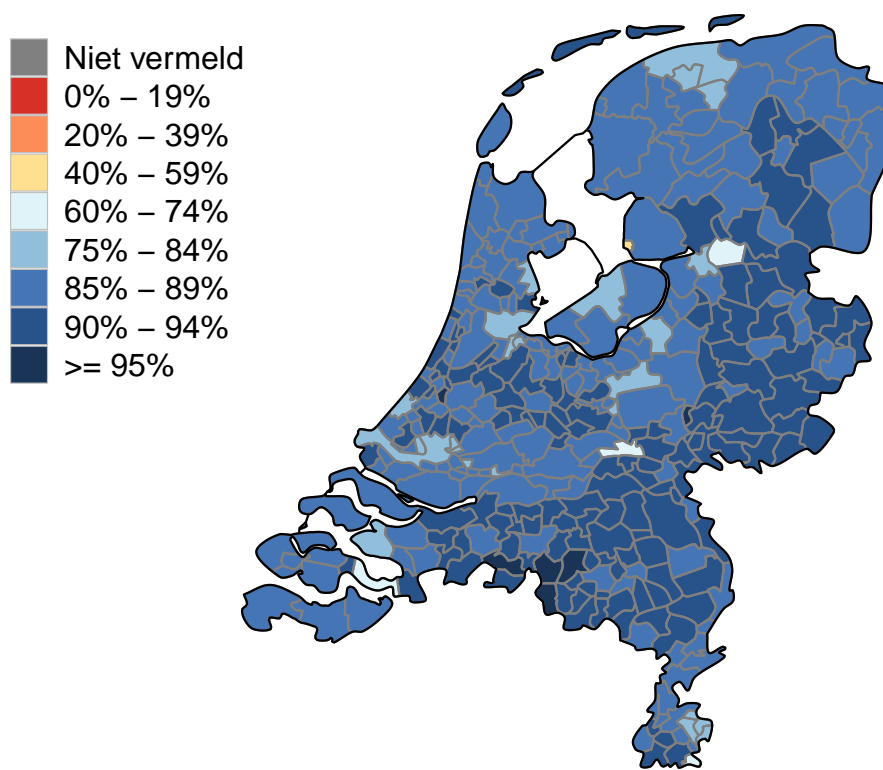 Niet vermeld
0% – 19%
20% – 39%
40% – 59%
60% – 74%
75% – 84%
85% – 89%
90% – 94%
>= 95%